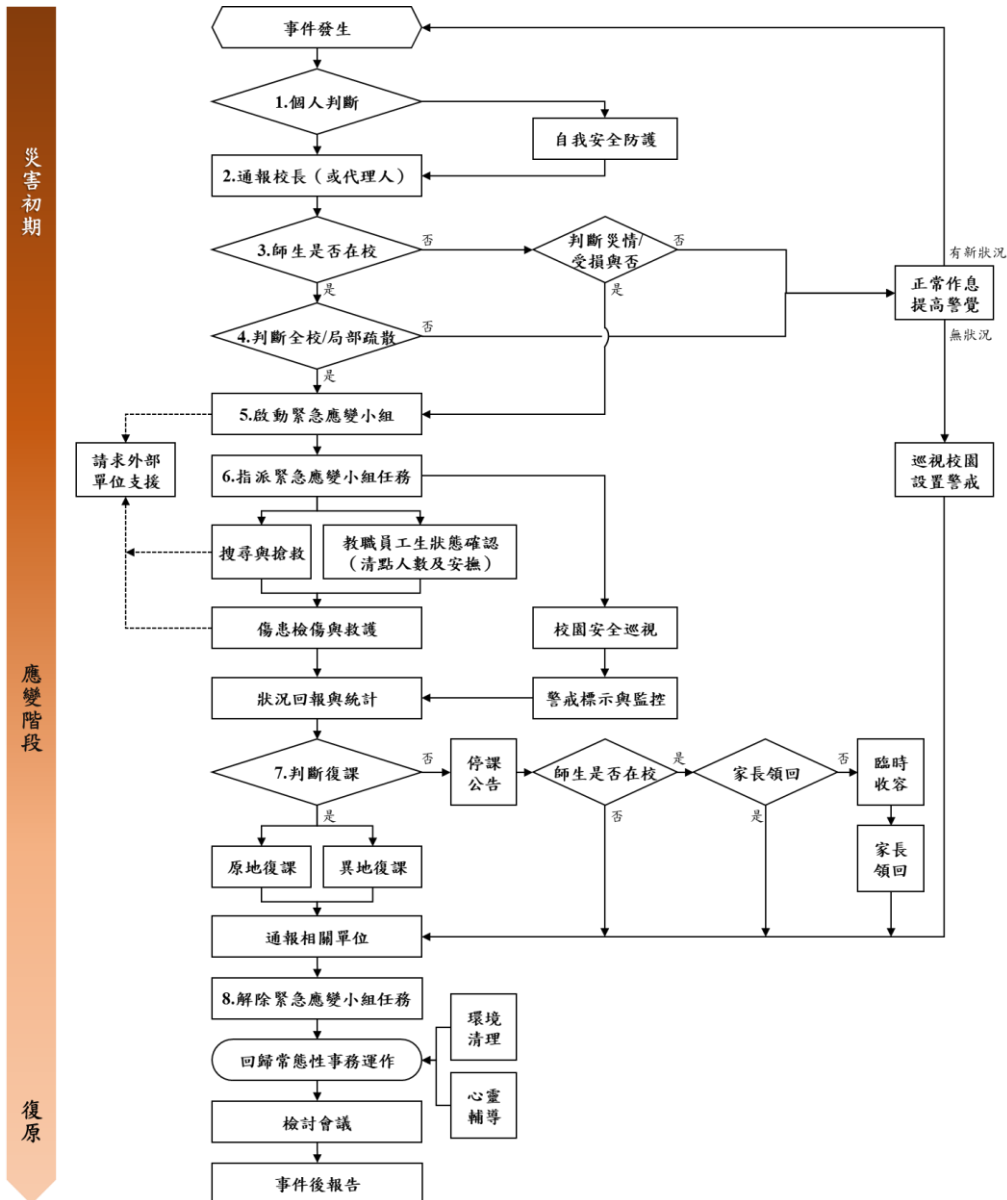 災害初期
應變階段
復原
事件發生
1.個人判斷
自我安全防護
2.通報校長（或代理人）
3.師生是否在校
否
判斷災情/
受損與否
否
有新狀況
正常作息
提高警覺
是
是
4.判斷全校/局部疏散
否
無狀況
是
5.啟動緊急應變小組
請求外部
單位支援
6.指派緊急應變小組任務
巡視校園
設置警戒
搜尋與搶救
教職員工生狀態確認
（清點人數及安撫）
傷患檢傷與救護
校園安全巡視
狀況回報與統計
警戒標示與監控
7.判斷復課
否
停課
公告
師生是否在校
是
家長領回
否
臨時
收容
是
否
是
原地復課
異地復課
家長
領回
通報相關單位
8.解除緊急應變小組任務
環境
清理
回歸常態性事務運作
心靈
輔導
檢討會議
事件後報告